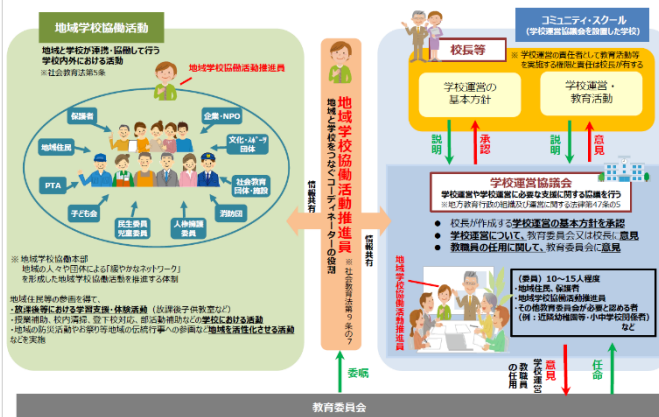 地域学校協働活動
地域と学校が連携・協働して行う
学校内外における活動
※社会教育法第5条
地域学校協働活動推進員
保護者
企業・NPO
地域住民
文化・スポーツ
団体
PTA
社会教育
団体・施設
子ども会
消防団
民生委員
児童委員
人権擁護
委員
※ 地域学校協働本部
地域の人々や団体による「緩やかなネットワーク」
を形成した地域学校協働活動を推進する体制
地域住民等の参画を得て、
・放課後等における学習支援・体験活動（放課後子供教室など）
・授業補助、校内清掃、登下校対応、部活動補助などの学校における活動
・地域の防災活動やお祭り等地域の伝統行事への参画など地域を活性化させる活動
などを実施
地域学校協働活動推進員
地域と学校をつなぐコーディネーターの役割
※社会教育法第9条の7
情報共有
情報共有
委嘱
コミュニティ・スクール
(学校運営協議会を設置した学校)
校長等
※ 学校運営の責任者として教育活動等
を実施する権限と責任は校長が有する
学校運営の
基本方針
学校運営・
教育活動
説明
承認
説明
意見
学校運営協議会
学校運営や学校運営に必要な支援に関する協議を行う
※地方教育行政の組織及び運営に関する法律第47条の5
● 校長が作成する学校運営の基本方針を承認
● 学校運営について、教育委員会又は校長に意見
● 教職員の任用に関して、教育委員会に意見
地域学校協働活動推進員
（委員）10～15人程度
・地域住民、保護者
・地域学校協働活動推進員
・その他教育委員会が必要と認める者
（例：近隣幼稚園等・小中学校関係者）
など
学校運営
教職員
の任用
意見
任命
教育委員会